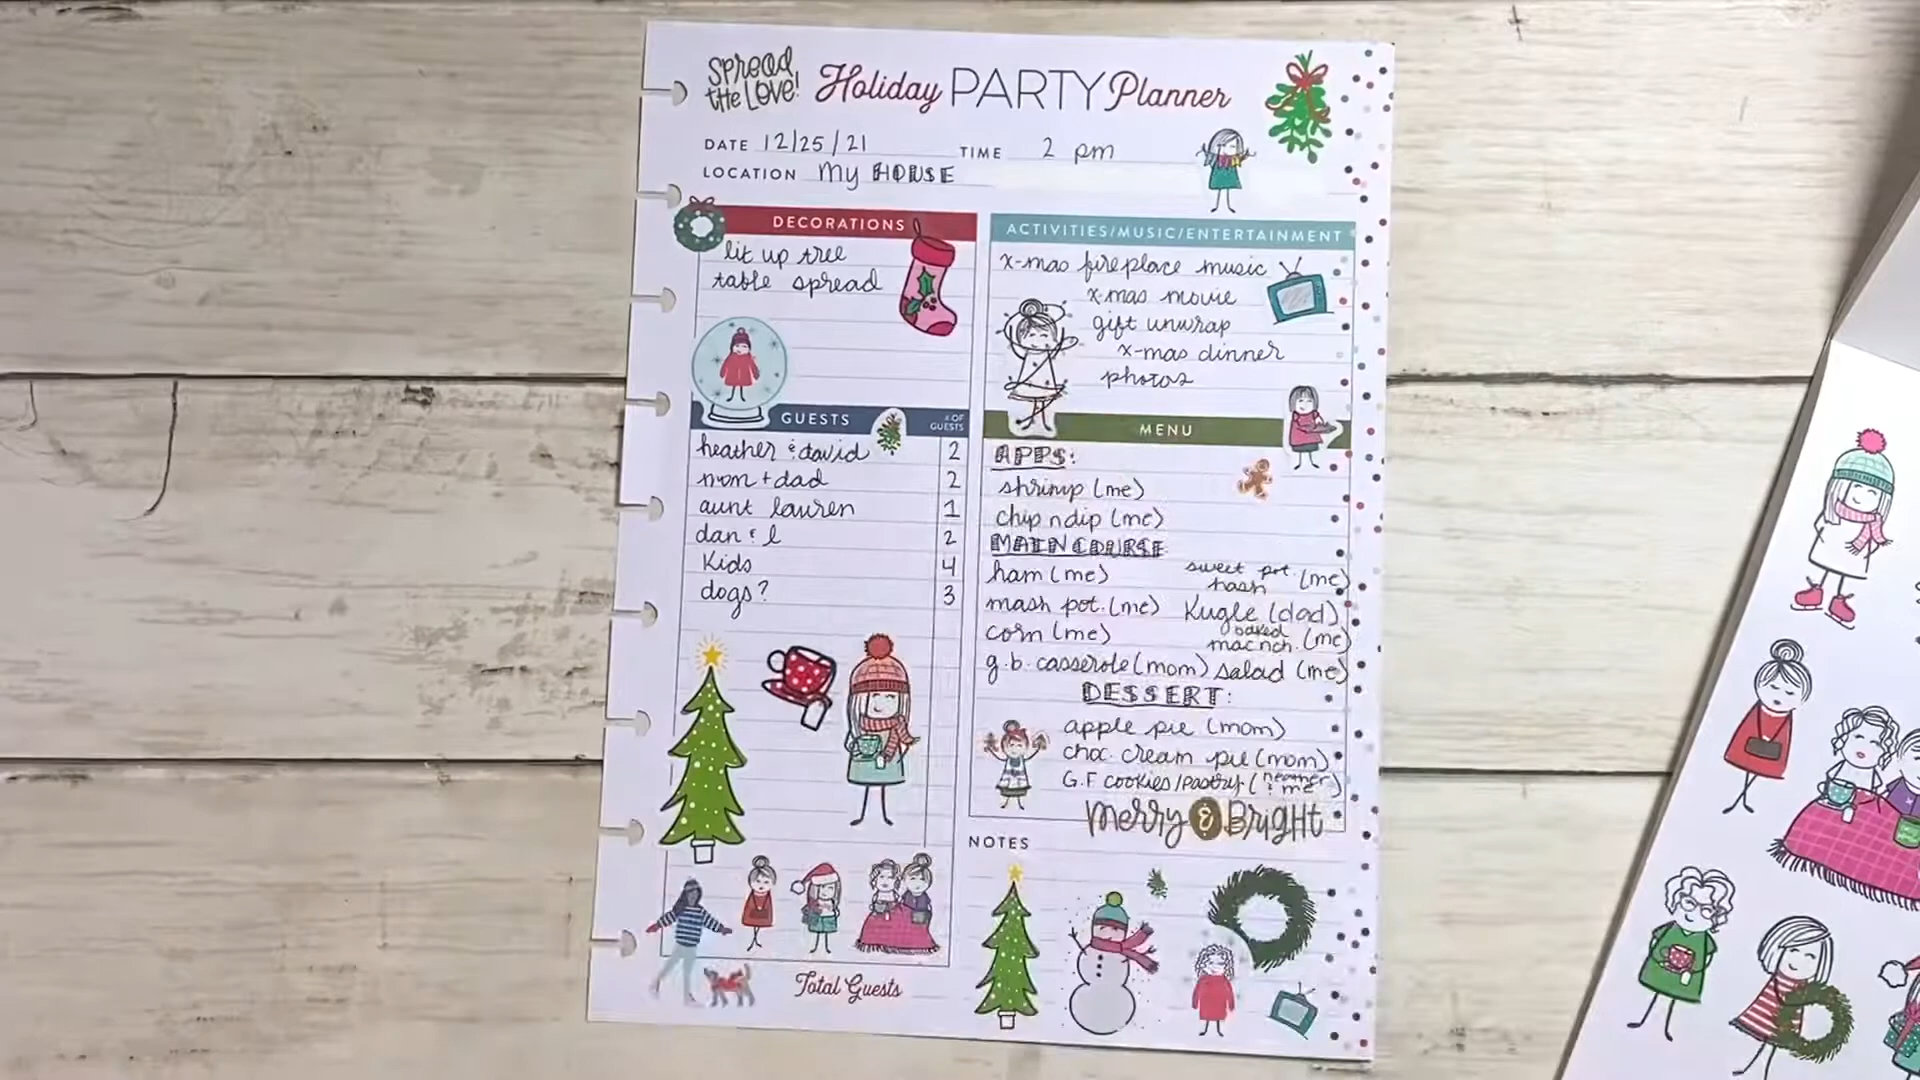 spread the Love! Holiday PARTY Planner
DATE 12/25/21 TIME 2 pm
LOCATION My HOUSE
DECORATIONS
lit up tree
table spread
ACTIVITIES/MUSIC/ENTERTAINMENT
x-mas fireplace music
x-mas movie
gift unwrap
x-mas dinner
photos
GUESTS # OF GUESTS
heather & david 2
mom + dad 2
aunt lauren 1
dan & l 2
Kids 4
dogs? 3
Total Guests
MENU
APPS:
shrimp (me)
chip n dip (me)
MAIN COURSE
ham (me) sweet pot. hash (me)
mash pot. (me) Kugle (dad)
corn (me) baked mac n ch. (me)
g.b. casserole (mom) salad (me)
DESSERT:
apple pie (mom)
choc. cream pie (mom)
G.F cookies/pastry (heather & me)
merry & Bright
NOTES